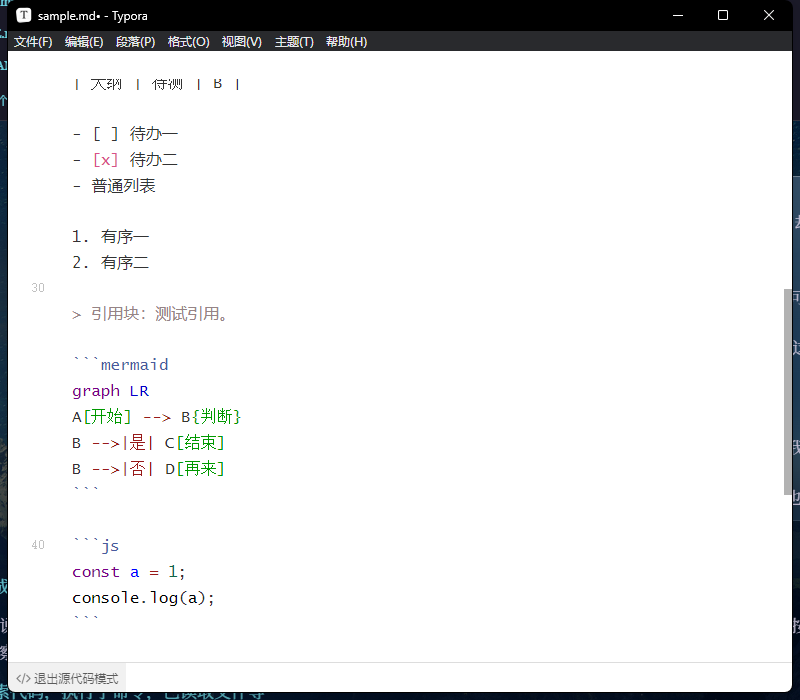 sample.md• - Typora
文件(F) 编辑(E) 段落(P) 格式(O) 视图(V) 主题(T) 帮助(H)
| 大纲 | 待测 | B |
- [ ] 待办一
- [x] 待办二
- 普通列表
1. 有序一
2. 有序二
30
> 引用块：测试引用。
```mermaid
graph LR
A[开始] --> B{判断}
B -->|是| C[结束]
B -->|否| D[再来]
```
40 ```js
const a = 1;
console.log(a);
```
</> 退出源代码模式